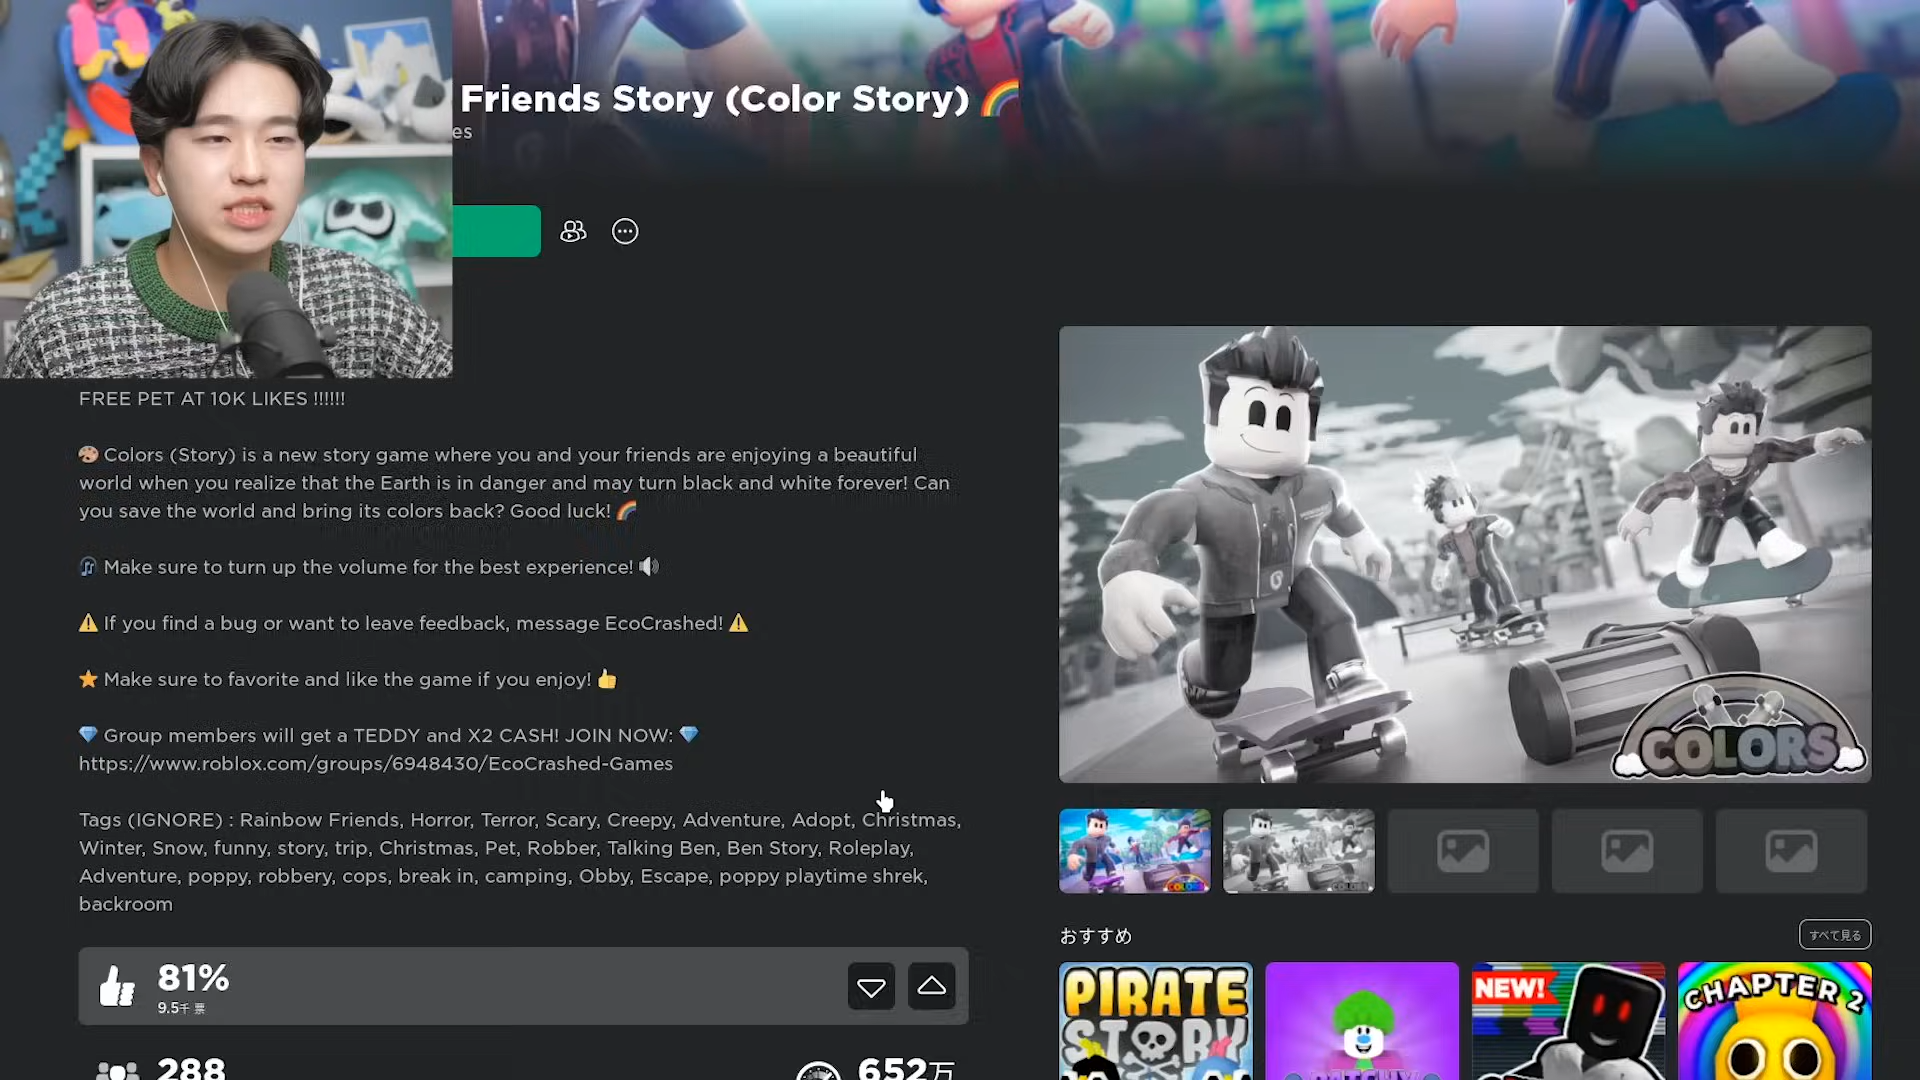 Friends Story (Color Story) 🌈
es
FREE PET AT 10K LIKES !!!!!!
🎨 Colors (Story) is a new story game where you and your friends are enjoying a beautiful
world when you realize that the Earth is in danger and may turn black and white forever! Can
you save the world and bring its colors back? Good luck! 🌈
🎵 Make sure to turn up the volume for the best experience! 🔊
⚠️ If you find a bug or want to leave feedback, message EcoCrashed! ⚠️
⭐ Make sure to favorite and like the game if you enjoy! 👍
💎 Group members will get a TEDDY and X2 CASH! JOIN NOW: 💎
https://www.roblox.com/groups/6948430/EcoCrashed-Games
Tags (IGNORE) : Rainbow Friends, Horror, Terror, Scary, Creepy, Adventure, Adopt, Christmas,
Winter, Snow, funny, story, trip, Christmas, Pet, Robber, Talking Ben, Ben Story, Roleplay,
Adventure, poppy, robbery, cops, break in, camping, Obby, Escape, poppy playtime shrek,
backroom
81%
9.5千 票
288
652万
COLORS
COLORS
COLORS
おすすめ
すべて見る
PIRATE
STORY
PATCHY
NEW!
CHAPTER 2